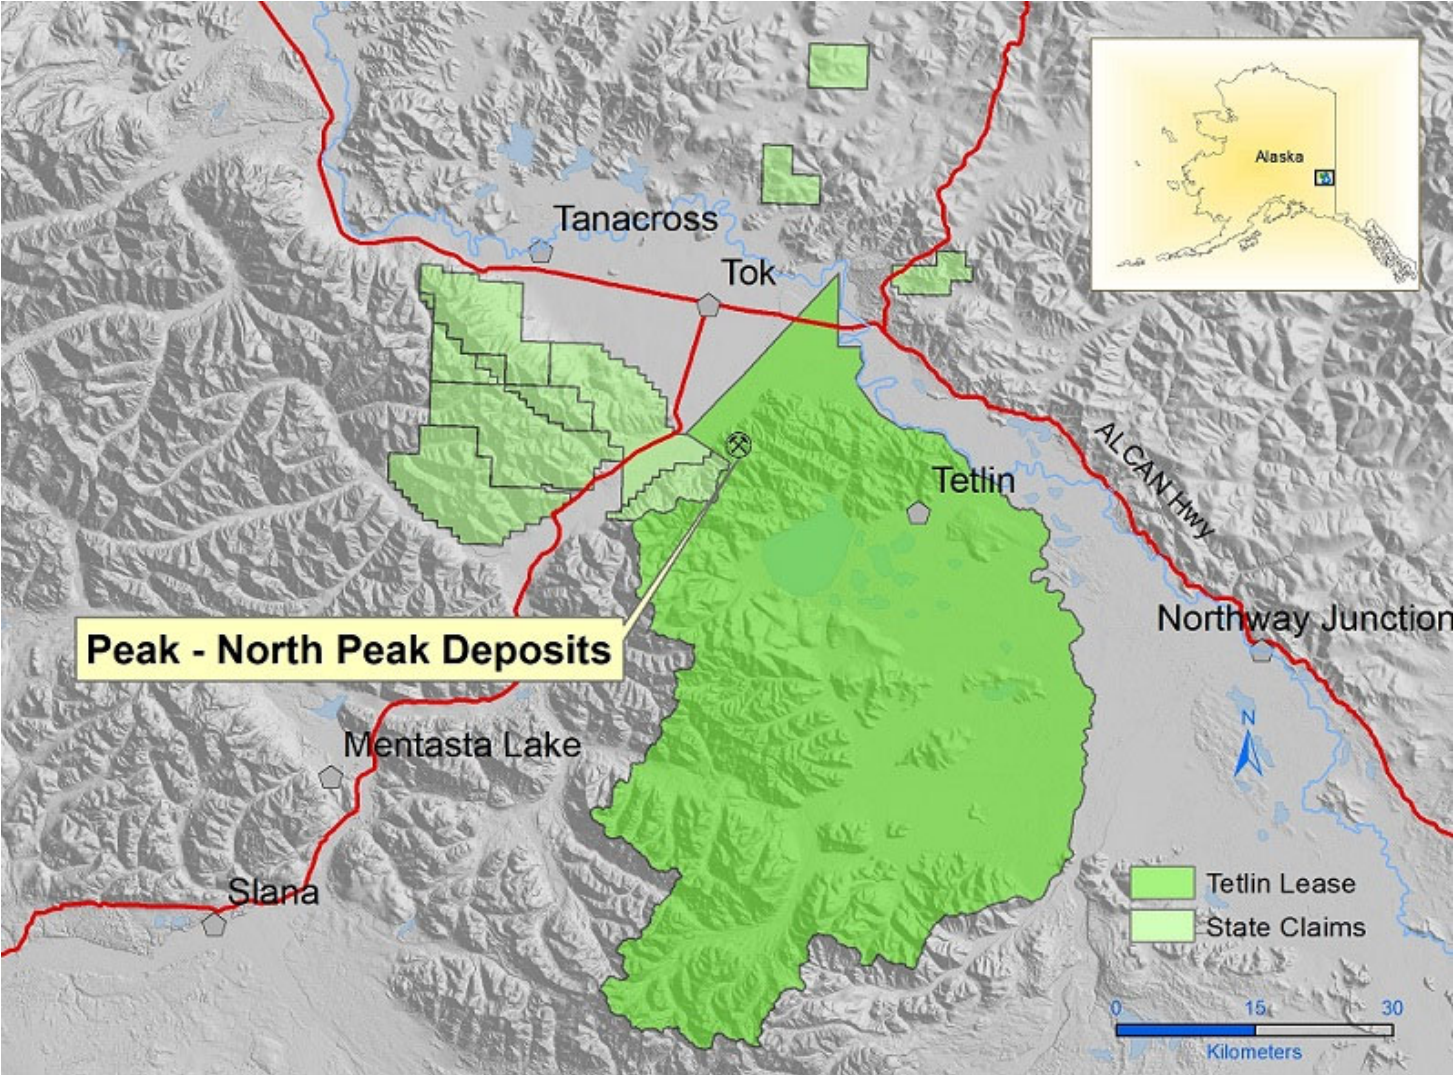 Alaska
Tanacross
Tok
ALCAN Hwy
Tetlin
Northway Junction
Peak - North Peak Deposits
N
Mentasta Lake
Slana
Tetlin Lease
State Claims
0 15 30
Kilometers